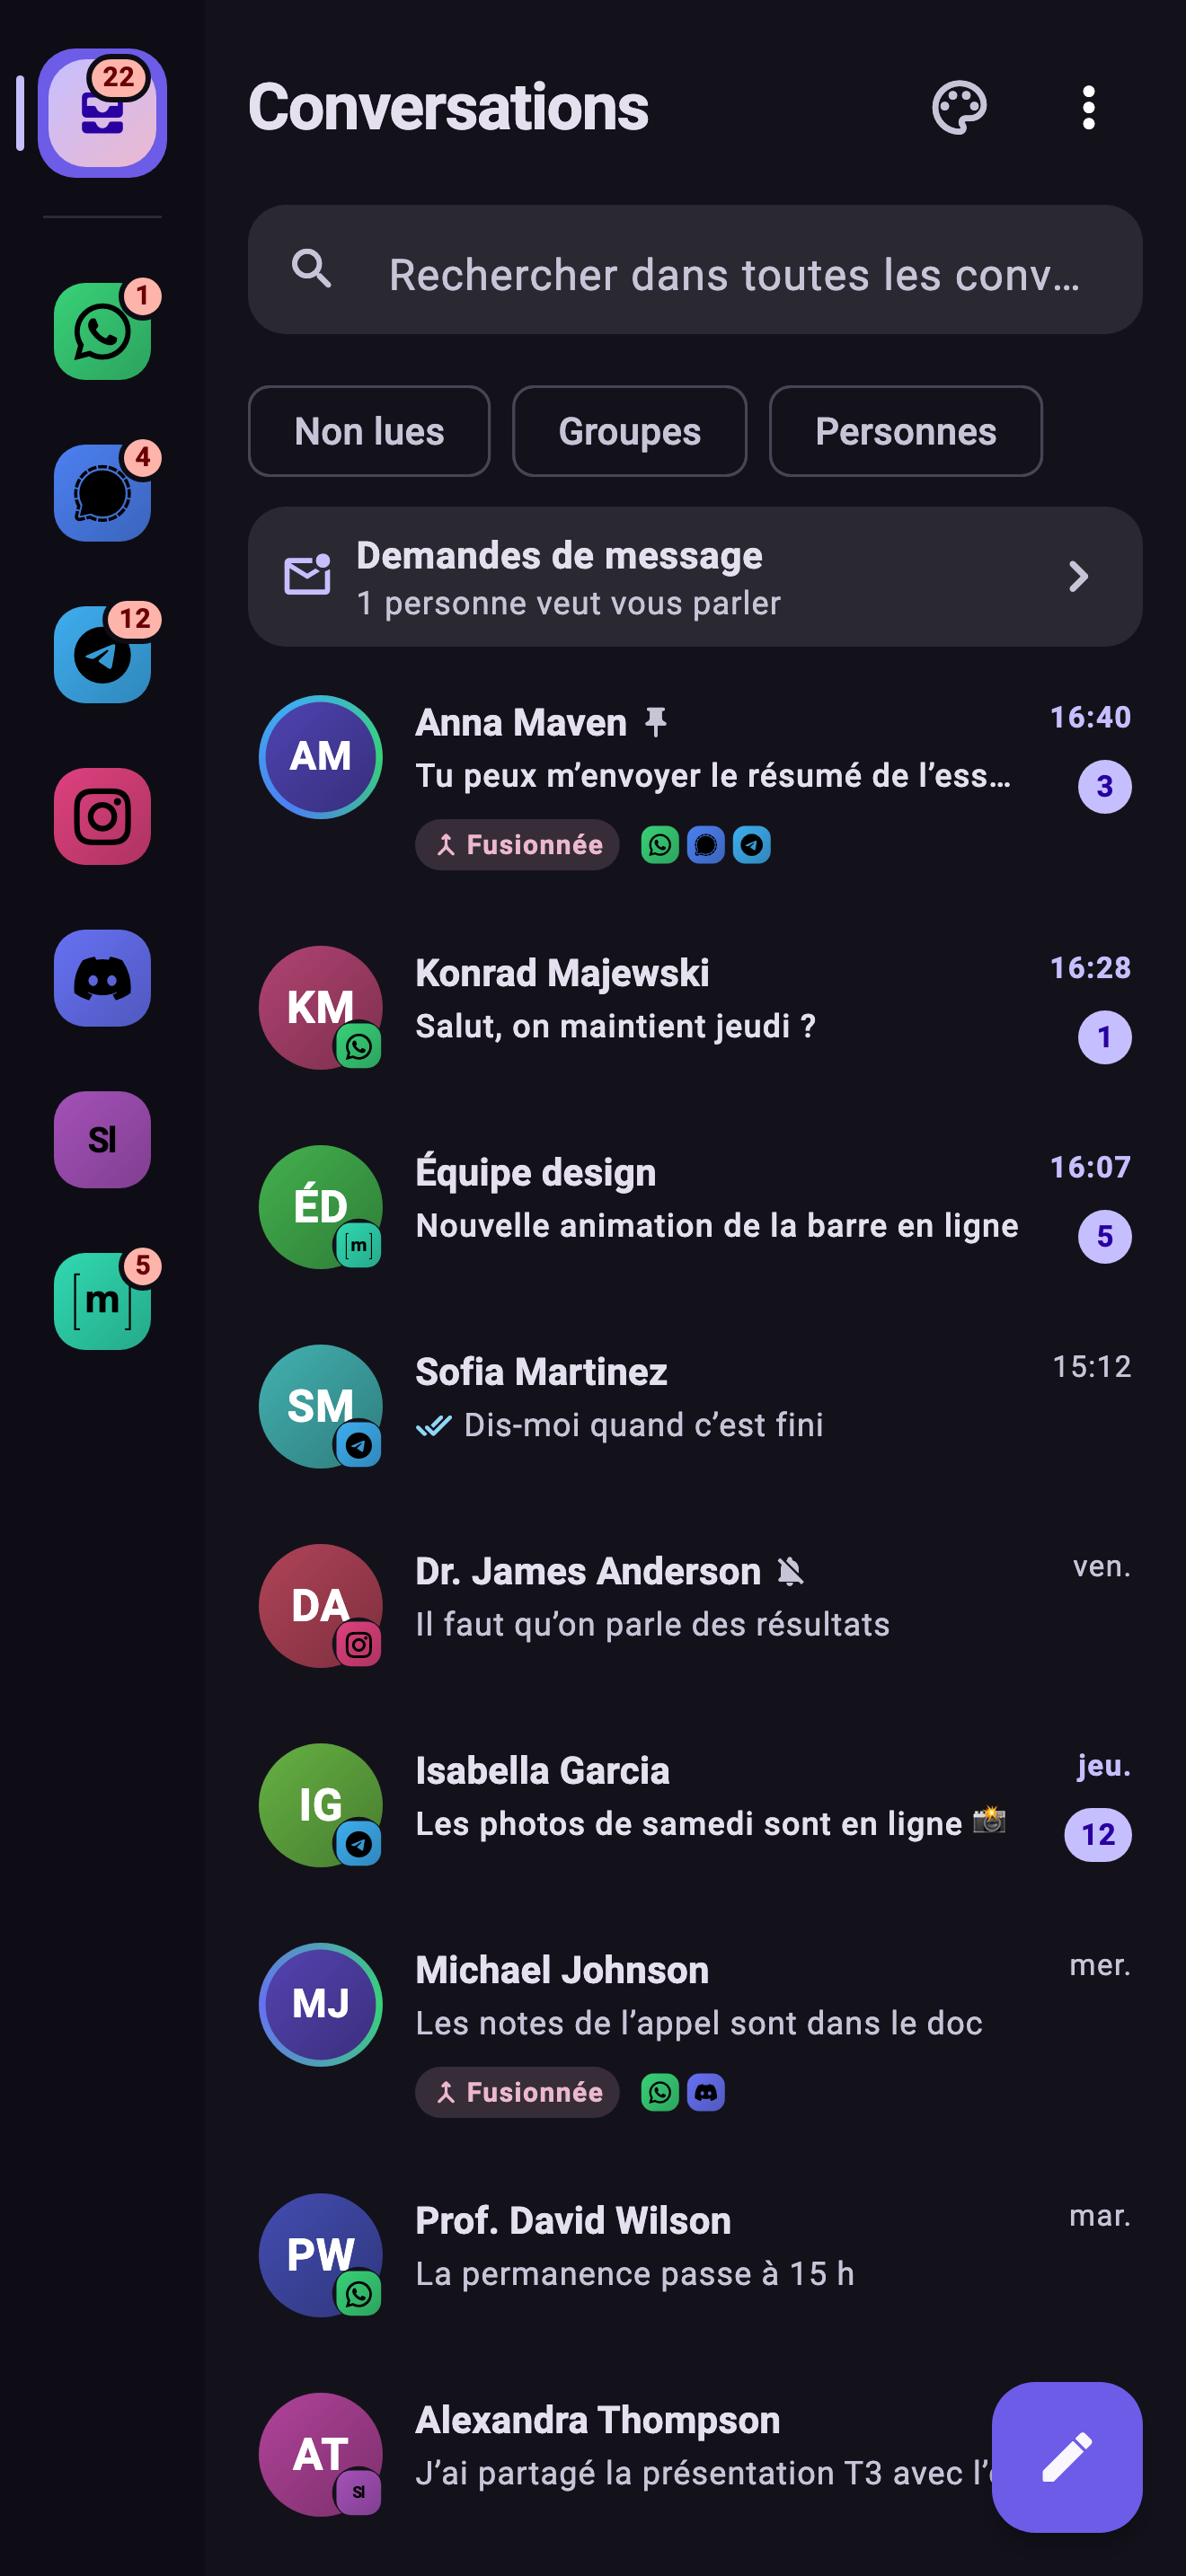 22
Conversations
Rechercher dans toutes les conv…
1
Non lues
Groupes
Personnes
4
Demandes de message
1 personne veut vous parler
12
Anna Maven
16:40
Tu peux m’envoyer le résumé de l’ess…
3
AM
Fusionnée
Konrad Majewski
16:28
Salut, on maintient jeudi ?
1
KM
SI
Équipe design
16:07
Nouvelle animation de la barre en ligne
5
ÉD
[m]
5
[m]
Sofia Martinez
15:12
Dis-moi quand c’est fini
SM
Dr. James Anderson
ven.
Il faut qu’on parle des résultats
DA
Isabella Garcia
jeu.
Les photos de samedi sont en ligne 📸
12
IG
Michael Johnson
mer.
Les notes de l’appel sont dans le doc
MJ
Fusionnée
Prof. David Wilson
mar.
La permanence passe à 15 h
PW
Alexandra Thompson
J’ai partagé la présentation T3 avec l’
AT
SI